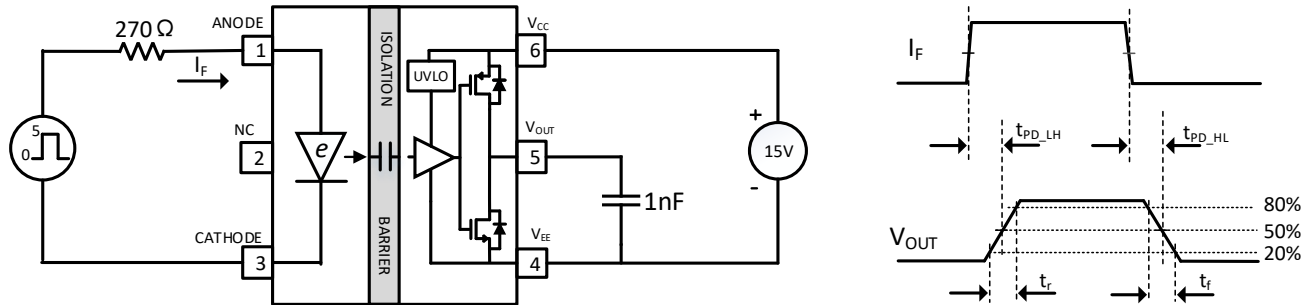 270 Ω
ANODE
1
I_F
NC
2
5
0
e
CATHODE
3
ISOLATION
BARRIER
UVLO
V_CC
6
V_OUT
5
V_EE
4
1nF
+
15V
-
I_F
t_PD_LH
t_PD_HL
V_OUT
80%
50%
20%
t_r
t_f